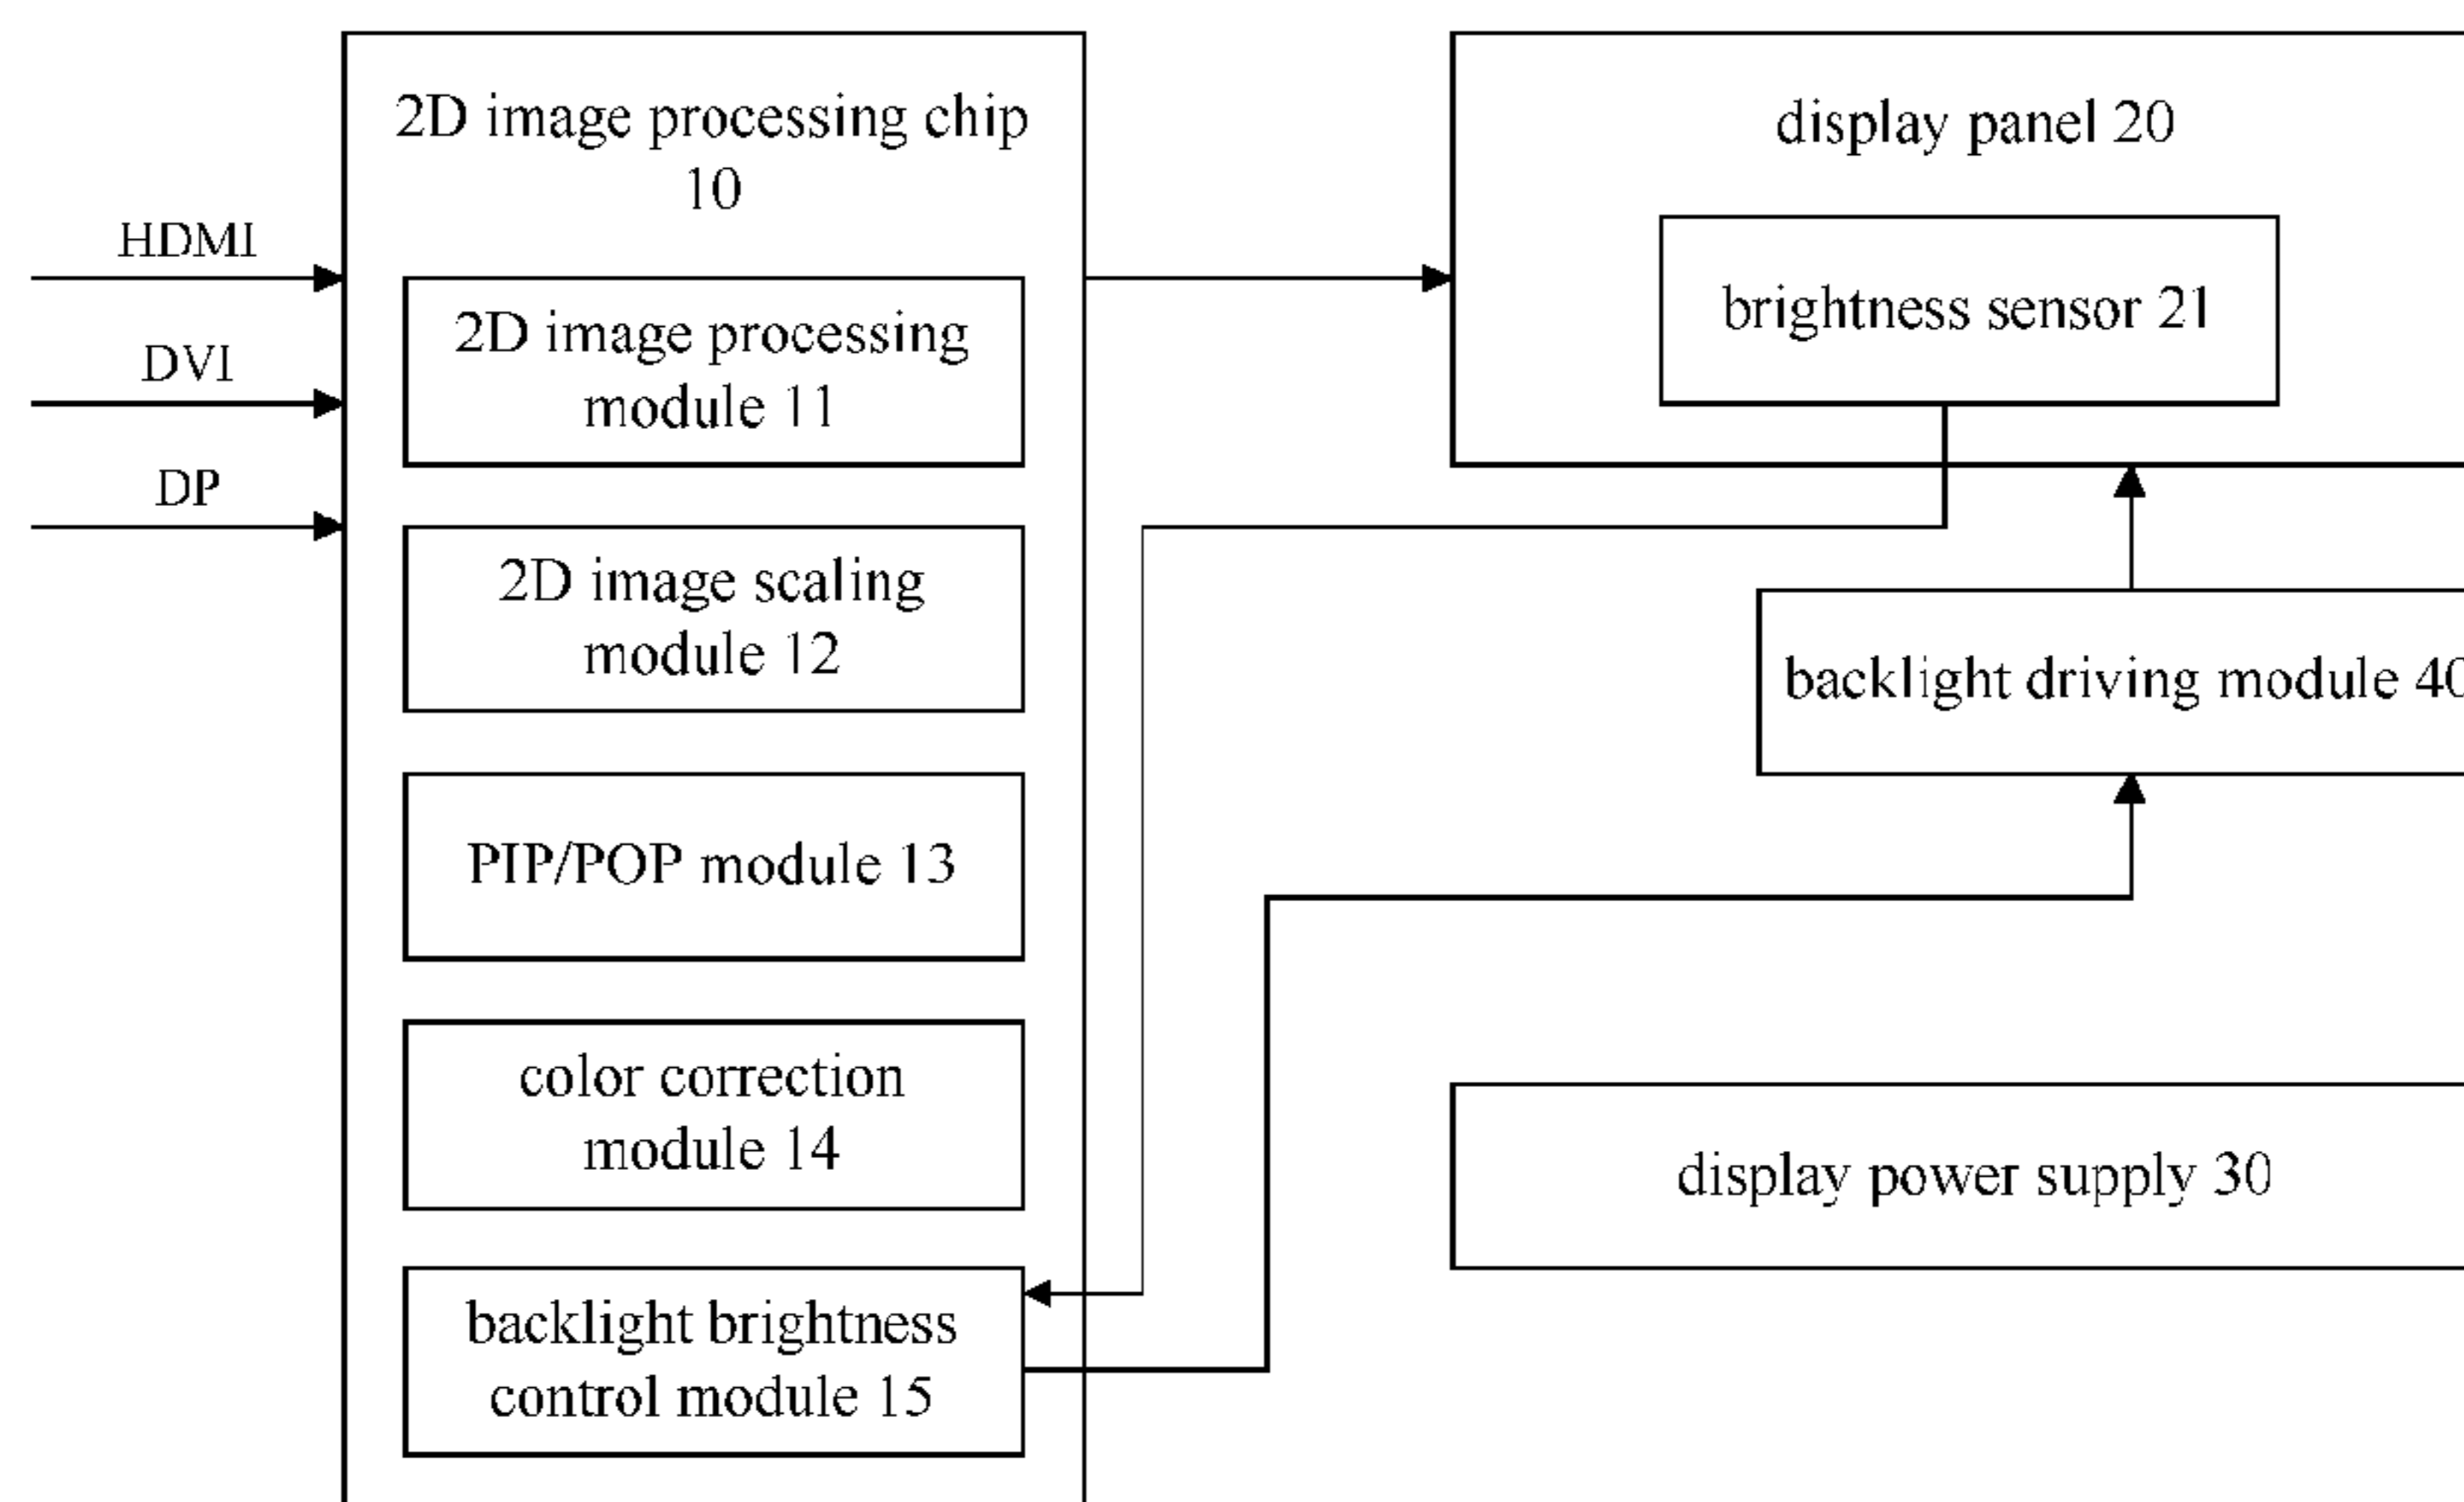 2D image processing chip
10
HDMI
DVI
DP
2D image processing
module 11
2D image scaling
module 12
PIP/POP module 13
color correction
module 14
backlight brightness
control module 15
display panel 20
brightness sensor 21
backlight driving module 40
display power supply 30